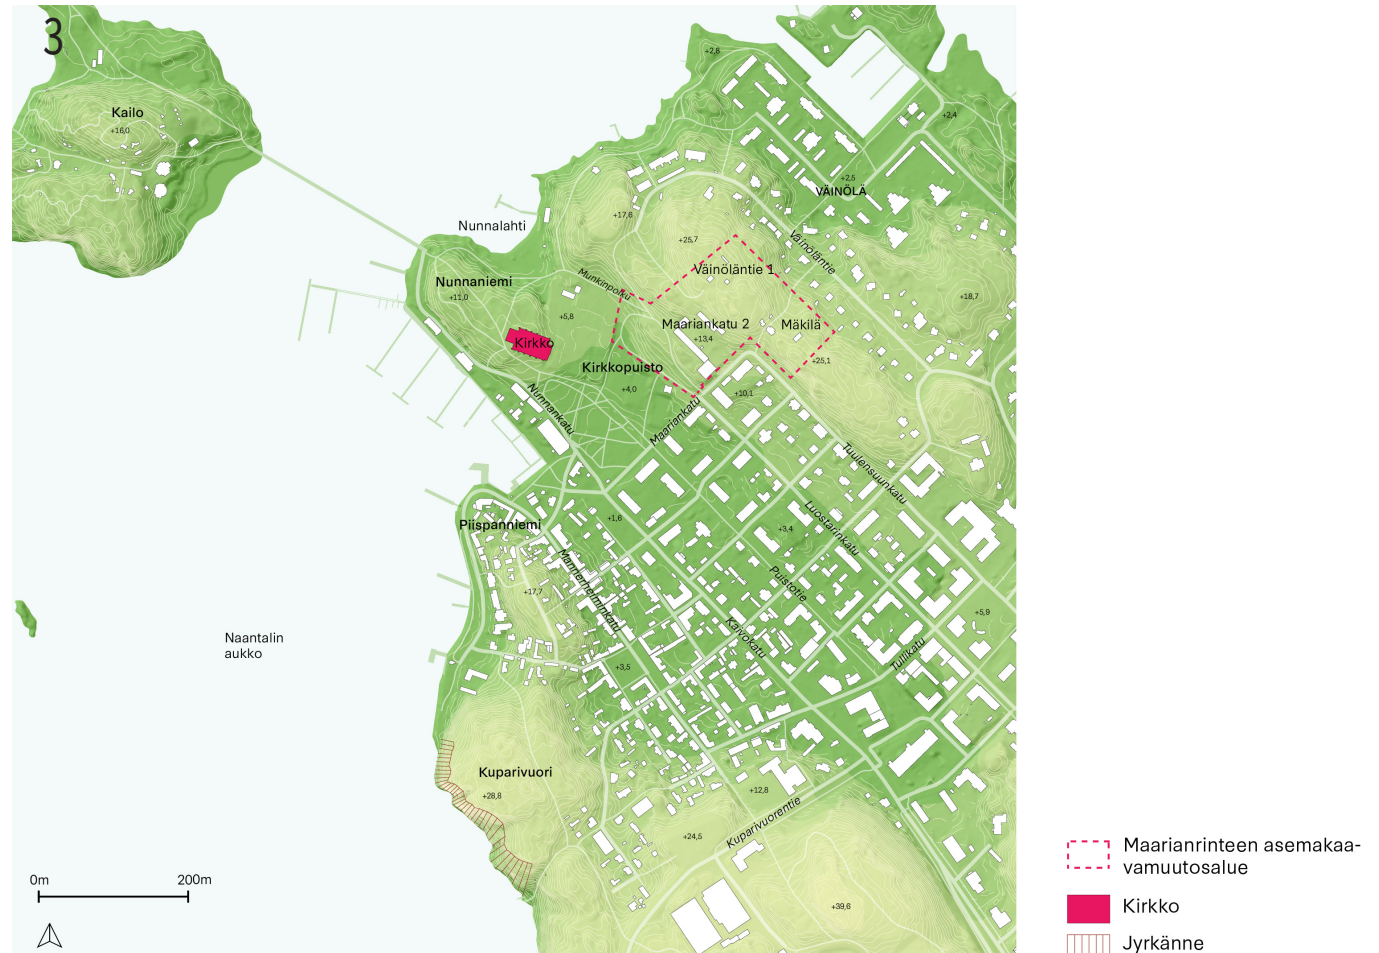 3
+2,8
Kailo
+16,0
+2,4
+2,5
VÄINÖLÄ
+17,6
Nunnalahti
+25,7
Väinöläntie
Väinöläntie 1
Munkinpolku
Nunnaniemi
+11,0
+18,7
+5,8
Maariankatu 2
Mäkilä
+13,4
Kirkko
+25,1
Kirkkopuisto
+4,0
+10,1
Nunnankatu
Maariankatu
Tuulensuunkatu
+1,6
Piispanniemi
Luostarinkatu
+3,4
Mannerheiminkatu
Puistotie
+17,7
+5,9
Naantalin
aukko
Kaivokatu
Tullikatu
+3,5
Kuparivuori
+28,8
+12,8
Kuparivuorentie
+24,5
+39,6
0m
200m
Maarianrinteen asemakaa-
vamuutosalue
Kirkko
Jyrkänne